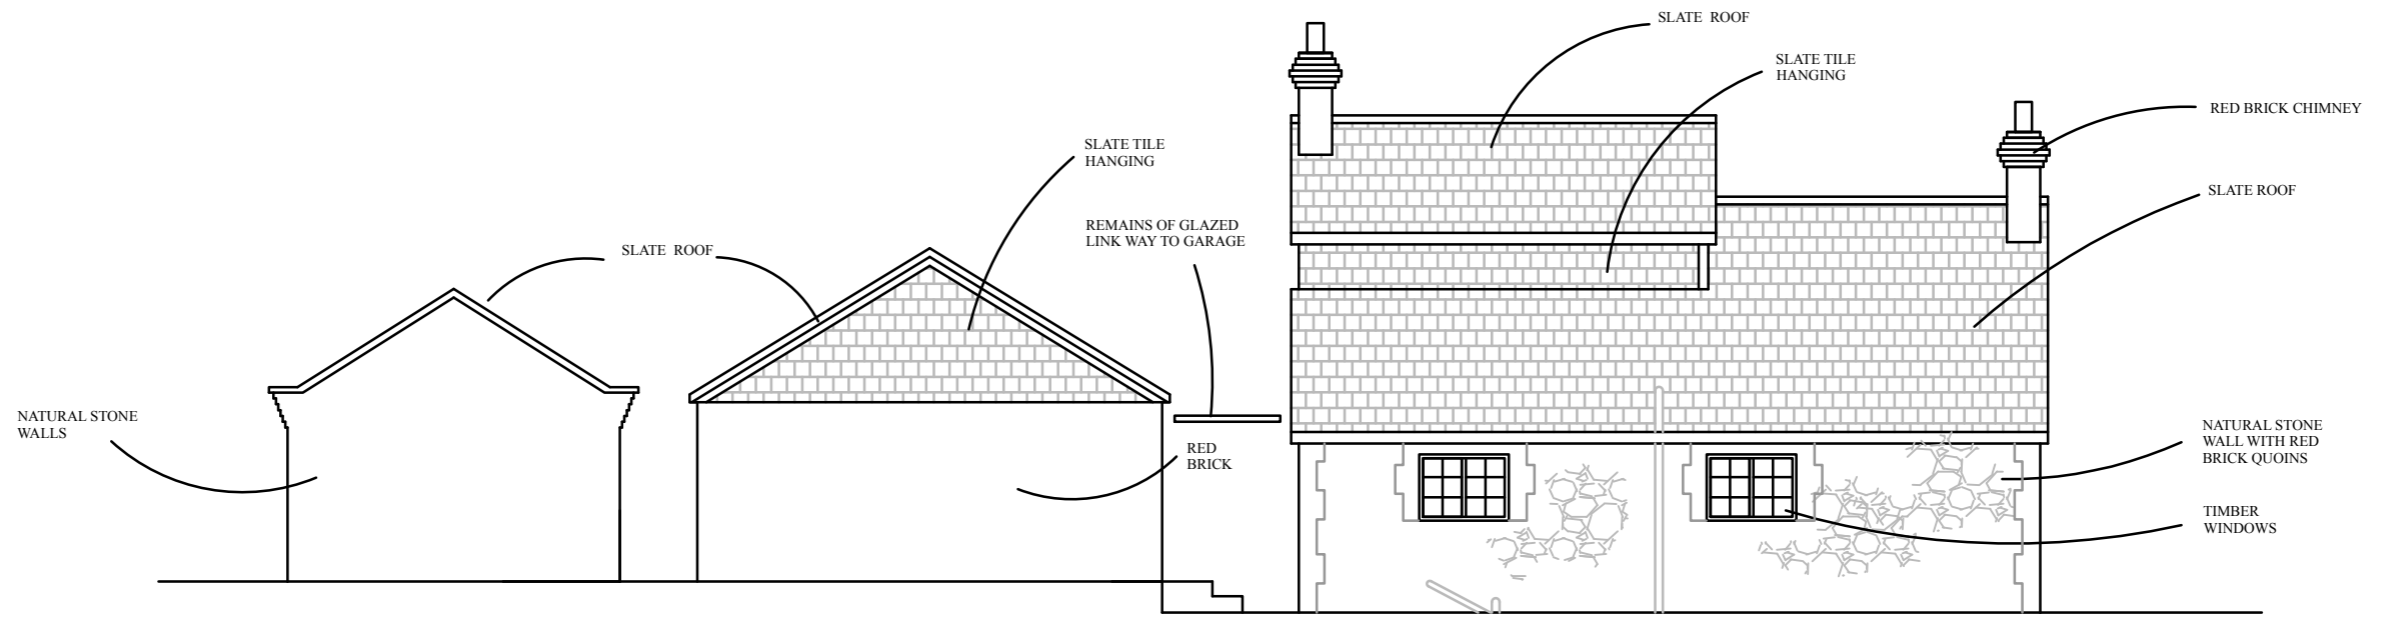 SLATE ROOF
SLATE TILE
HANGING
RED BRICK CHIMNEY
SLATE TILE
HANGING
SLATE ROOF
REMAINS OF GLAZED
LINK WAY TO GARAGE
SLATE ROOF
NATURAL STONE
WALLS
NATURAL STONE
WALL WITH RED
BRICK QUOINS
RED
BRICK
TIMBER
WINDOWS